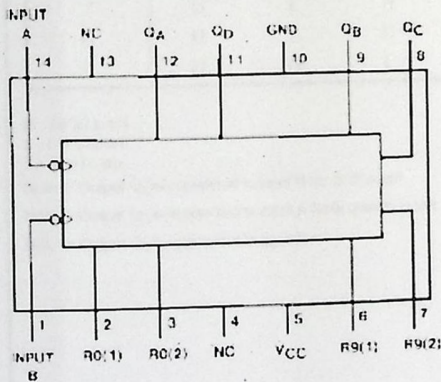 INPUT
A NC QA QD GND QB QC
14 13 12 11 10 9 8
1 2 3 4 5 6 7
INPUT R0(1) R0(2) NC VCC R9(1) R9(2)
B